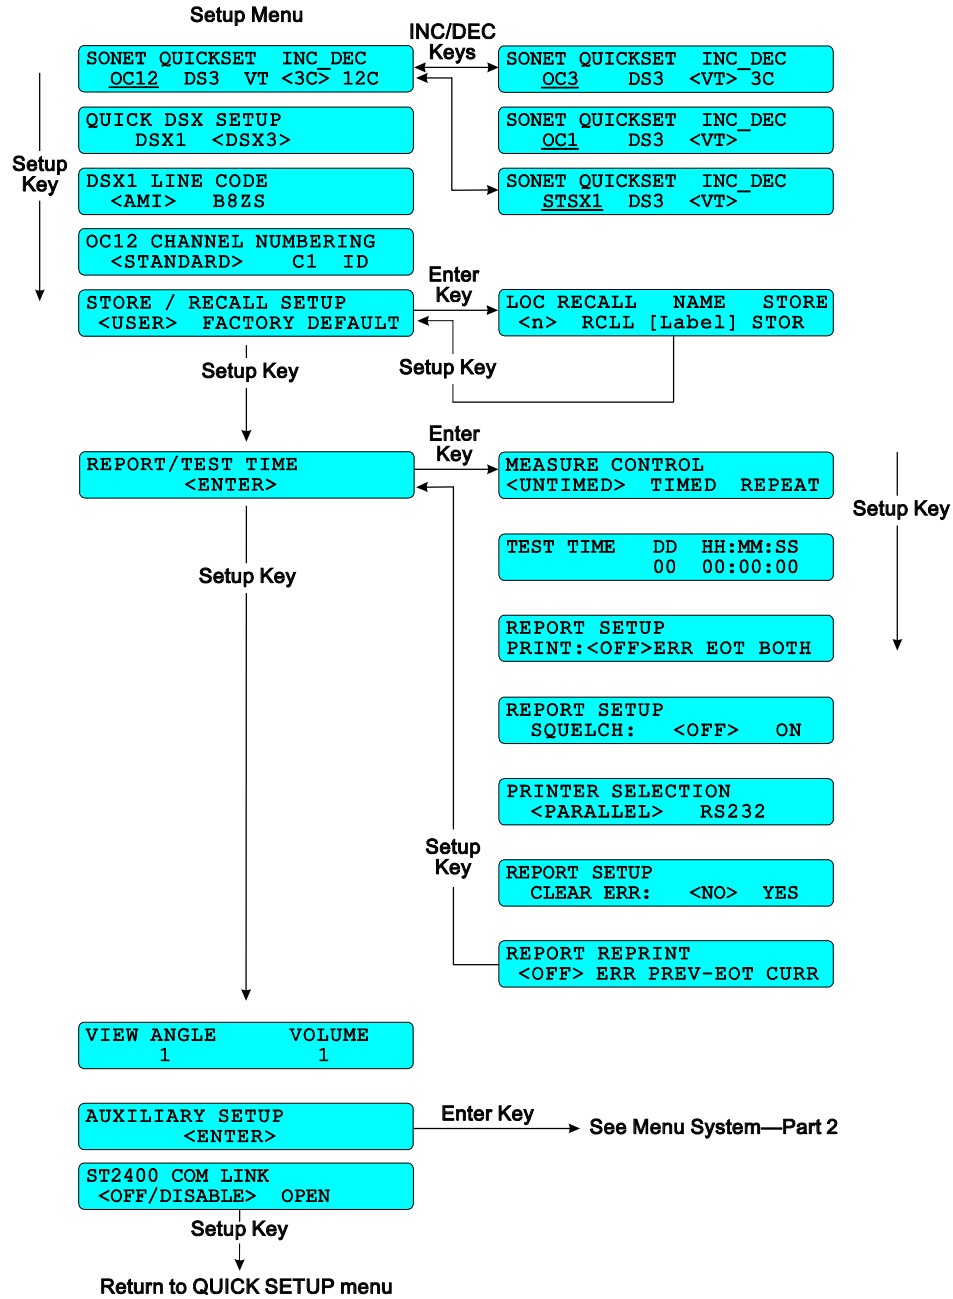 Setup Menu
INC/DEC
Keys
SONET QUICKSET INC_DEC
OC12 DS3 VT <3C> 12C
SONET QUICKSET INC_DEC
OC3 DS3 <VT> 3C
QUICK DSX SETUP
DSX1 <DSX3>
SONET QUICKSET INC_DEC
OC1 DS3 <VT>
Setup
Key
DSX1 LINE CODE
<AMI> B8ZS
SONET QUICKSET INC_DEC
STSX1 DS3 <VT>
OC12 CHANNEL NUMBERING
<STANDARD> C1 ID
STORE / RECALL SETUP
<USER> FACTORY DEFAULT
Enter
Key
LOC RECALL NAME STORE
<n> RCLL [Label] STOR
Setup Key
Setup Key
REPORT/TEST TIME
<ENTER>
Enter
Key
MEASURE CONTROL
<UNTIMED> TIMED REPEAT
Setup Key
TEST TIME DD HH:MM:SS
00 00:00:00
Setup Key
REPORT SETUP
PRINT:<OFF>ERR EOT BOTH
REPORT SETUP
SQUELCH: <OFF> ON
PRINTER SELECTION
<PARALLEL> RS232
Setup
Key
REPORT SETUP
CLEAR ERR: <NO> YES
REPORT REPRINT
<OFF> ERR PREV-EOT CURR
VIEW ANGLE VOLUME
1 1
AUXILIARY SETUP
<ENTER>
Enter Key
See Menu System—Part 2
ST2400 COM LINK
<OFF/DISABLE> OPEN
Setup Key
Return to QUICK SETUP menu